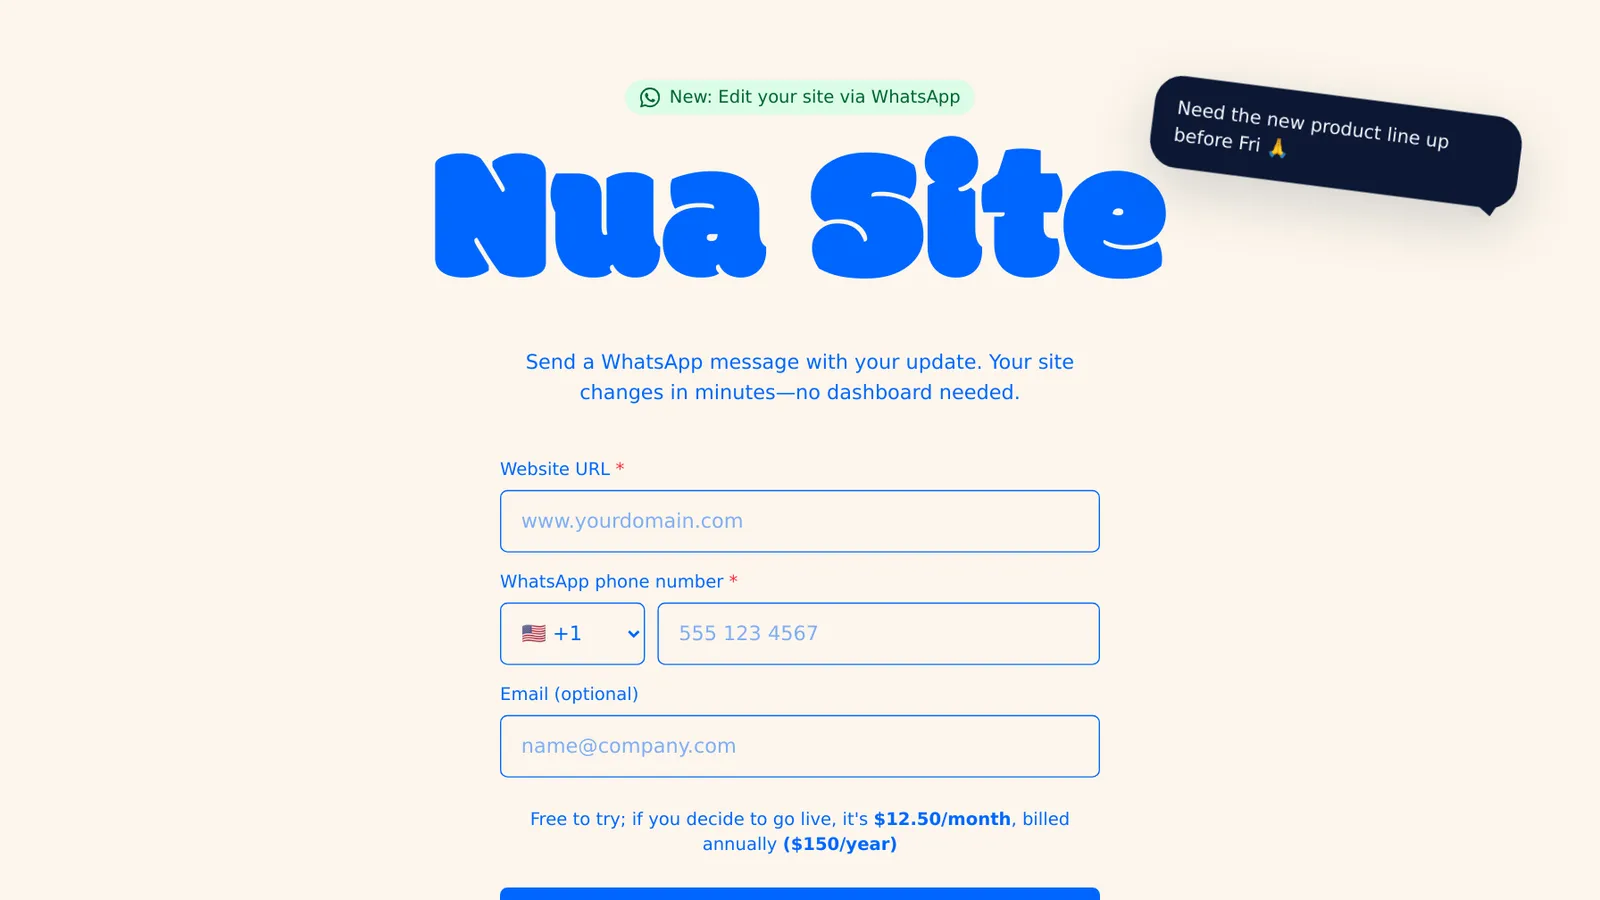 New: Edit your site via WhatsApp
Need the new product line up
before Fri 🙏
Nua Site
Send a WhatsApp message with your update. Your site
changes in minutes—no dashboard needed.
Website URL *
www.yourdomain.com
WhatsApp phone number *
🇺🇸 +1
555 123 4567
Email (optional)
name@company.com
Free to try; if you decide to go live, it's $12.50/month, billed
annually ($150/year)